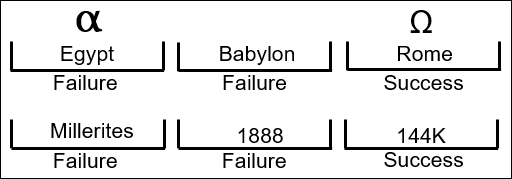 α Ω
Egypt Babylon Rome
Failure Failure Success
Millerites 1888 144K
Failure Failure Success